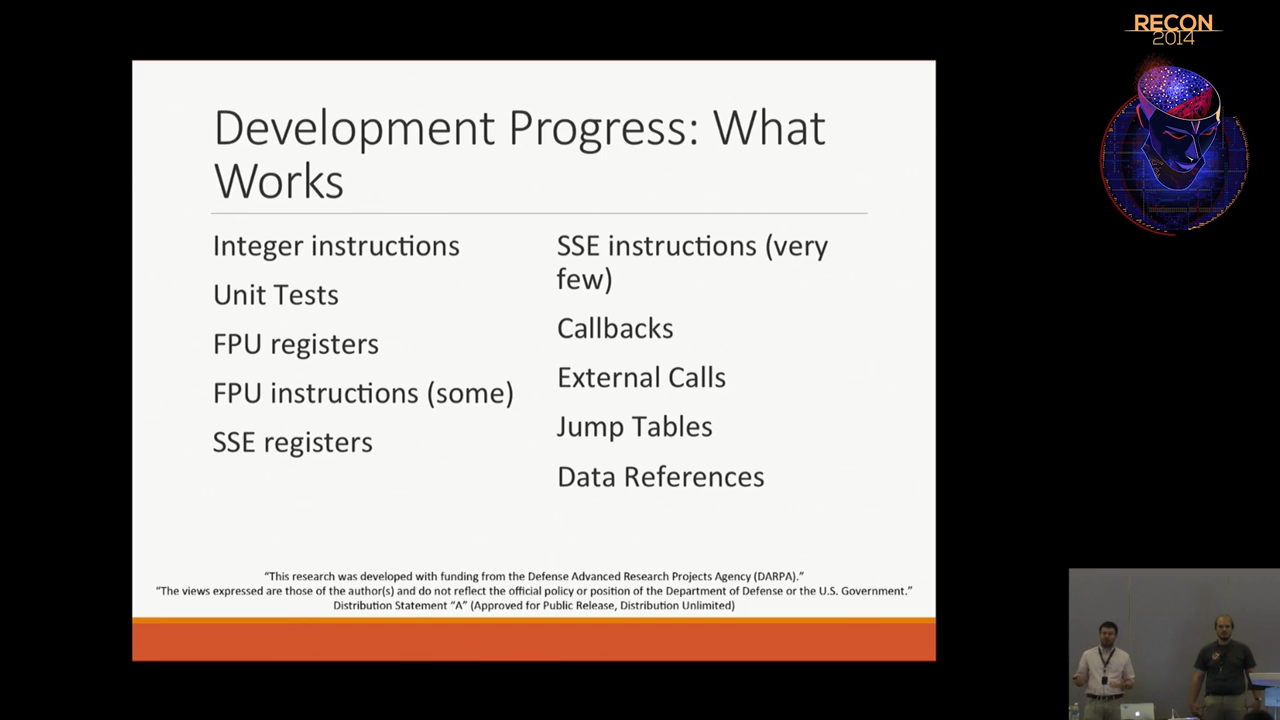 RECON
2014
Development Progress: What
Works
Integer instructions
Unit Tests
FPU registers
FPU instructions (some)
SSE registers
SSE instructions (very
few)
Callbacks
External Calls
Jump Tables
Data References
“This research was developed with funding from the Defense Advanced Research Projects Agency (DARPA).”
“The views expressed are those of the author(s) and do not reflect the official policy or position of the Department of Defense or the U.S. Government.”
Distribution Statement “A” (Approved for Public Release, Distribution Unlimited)